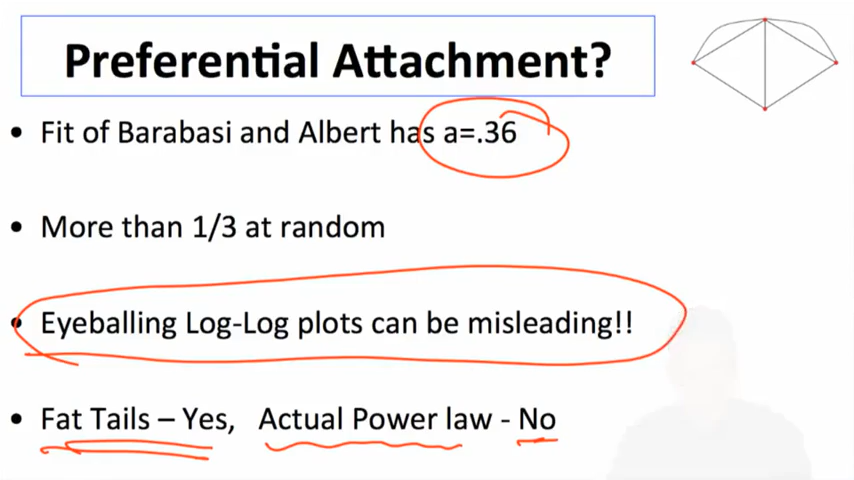 Preferential Attachment?
• Fit of Barabasi and Albert has a=.36
• More than 1/3 at random
• Eyeballing Log-Log plots can be misleading!!
• Fat Tails – Yes, Actual Power law - No